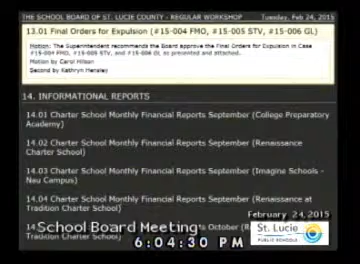 THE SCHOOL BOARD OF ST. LUCIE COUNTY - REGULAR WORKSHOP Tuesday, Feb 24, 2015
13.01 Final Orders for Expulsion (#15-004 FMO, #15-005 STV, #15-006 GL)
Motion: The Superintendent recommends the Board approve the Final Orders for Expulsion in Case
#15-004 FMO, #15-005 STV, and #15-006 GL as presented and attached.
Motion by Carol Hilson
Second by Kathryn Hensley
14. INFORMATIONAL REPORTS
14.01 Charter School Monthly Financial Reports September (College Preparatory
Academy)
14.02 Charter School Monthly Financial Reports September (Renaissance
Charter School)
14.03 Charter School Monthly Financial Reports September (Imagine Schools -
Nau Campus)
14.04 Charter School Monthly Financial Reports September (Renaissance at
Tradition Charter School)
February 24, 2015
School Board Meeting
October
Tradition Charter School)
6:04:30 PM
St. Lucie
PUBLIC SCHOOLS